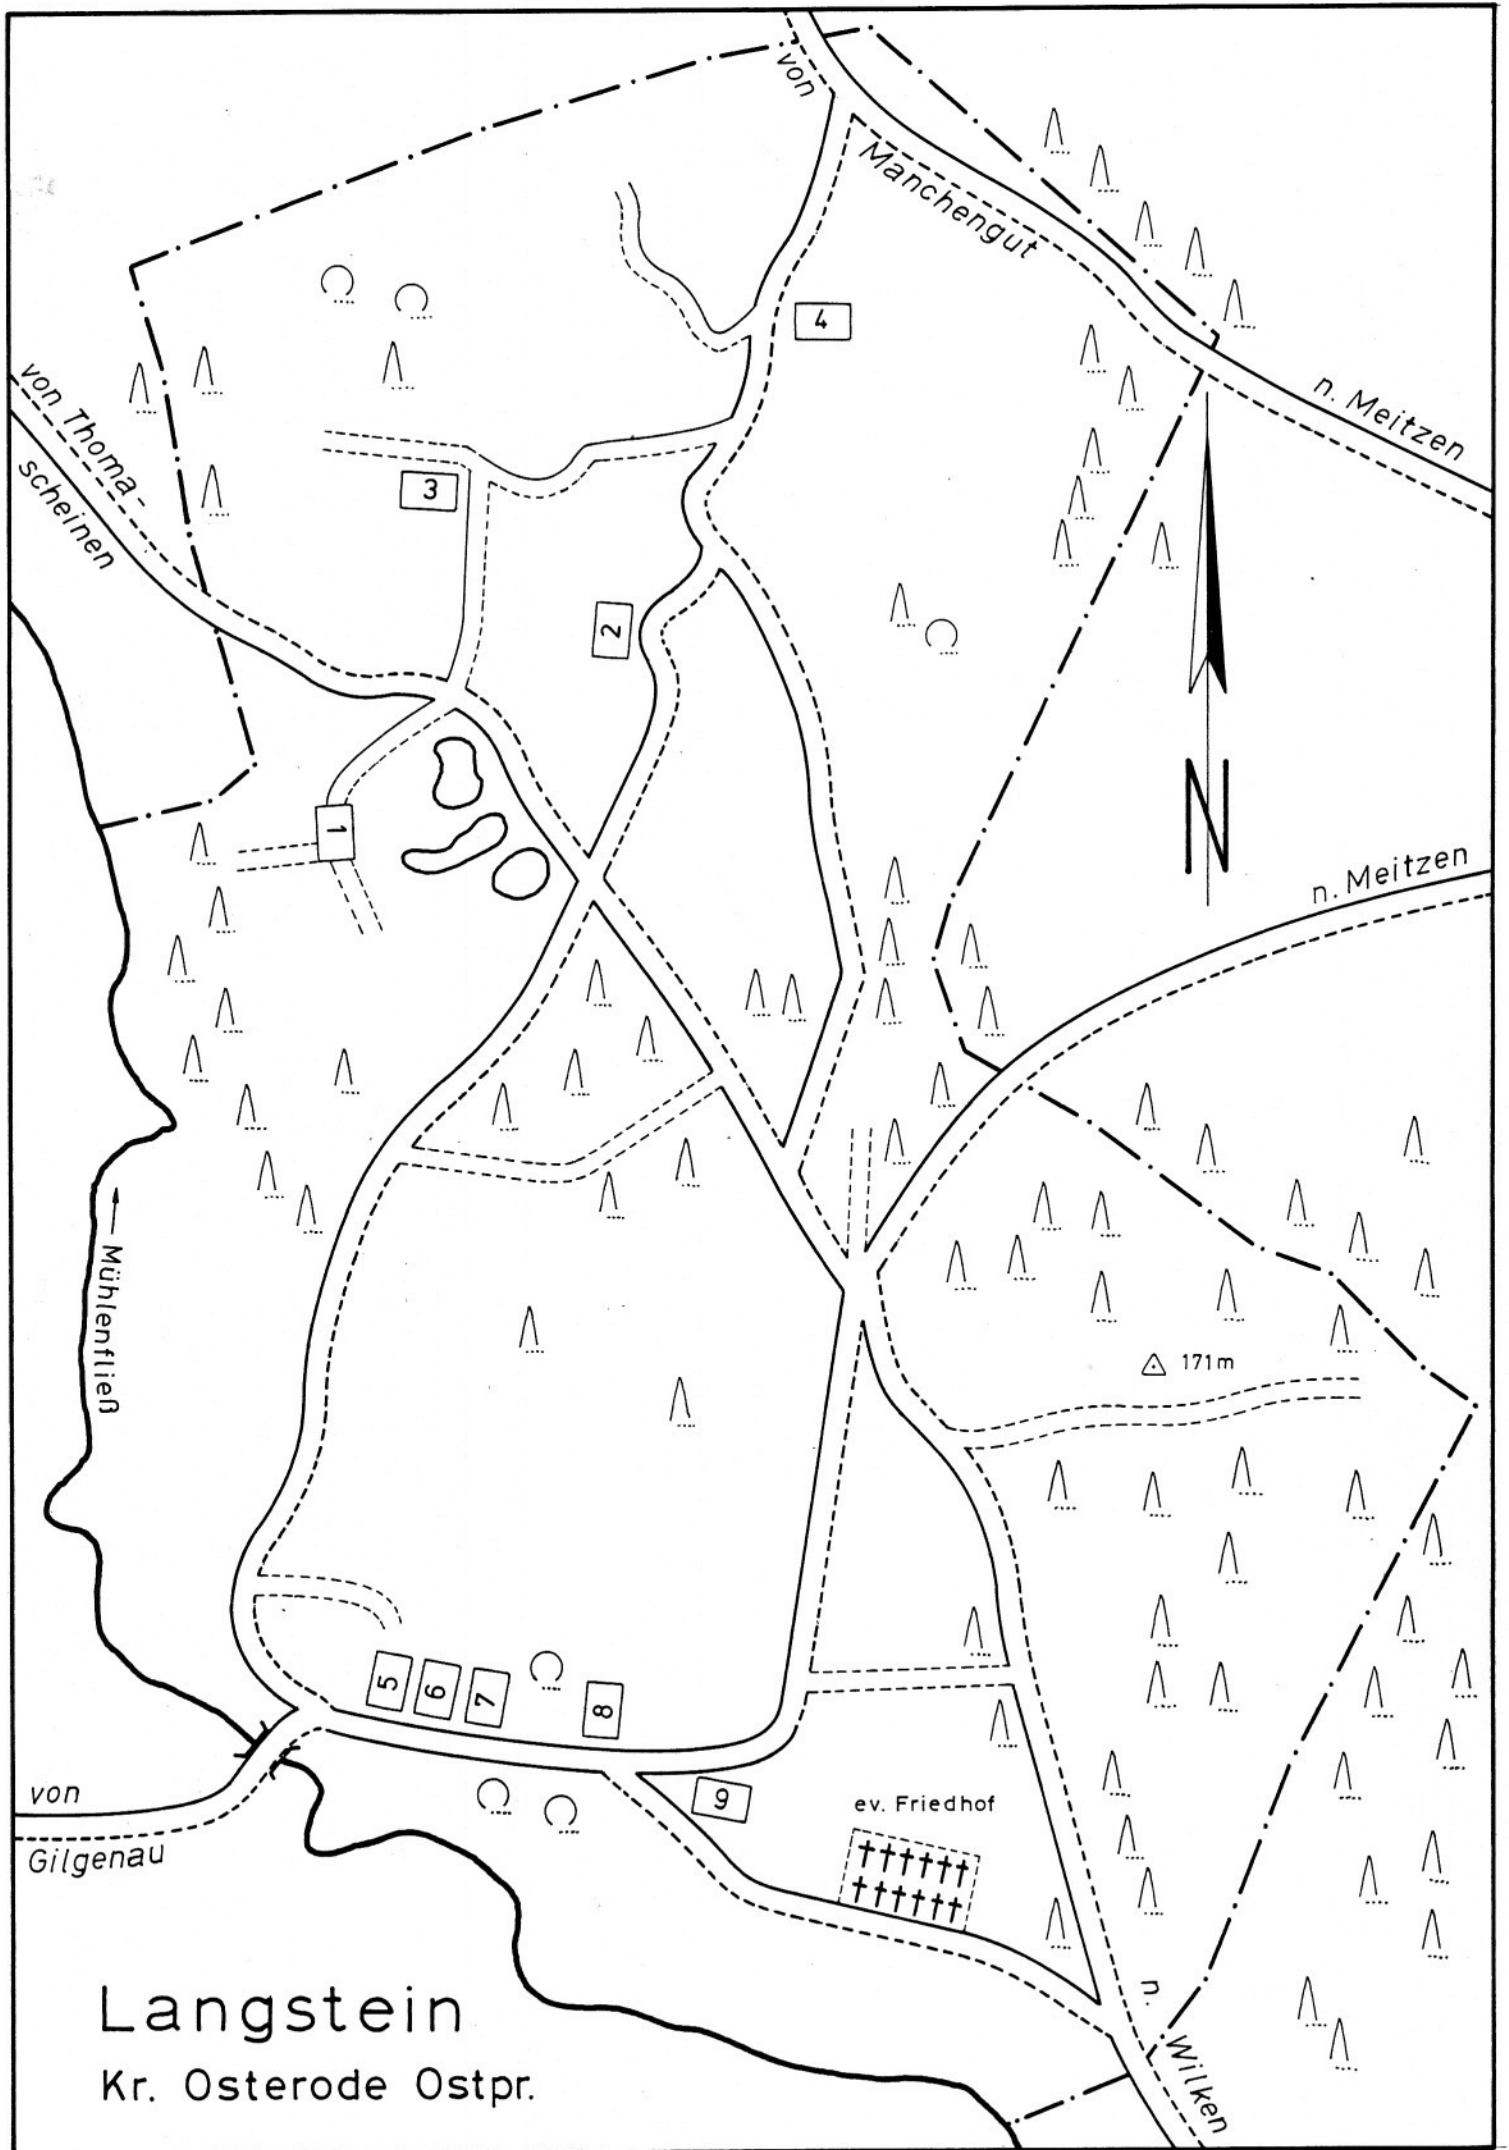 von
Manchengut
4
n. Meitzen
von Thoma-
scheinen
3
2
1
N
n. Meitzen
Mühlenfließ
171m
5
6
7
8
9
von
Gilgenau
ev. Friedhof
n. Wilken
Langstein
Kr. Osterode Ostpr.